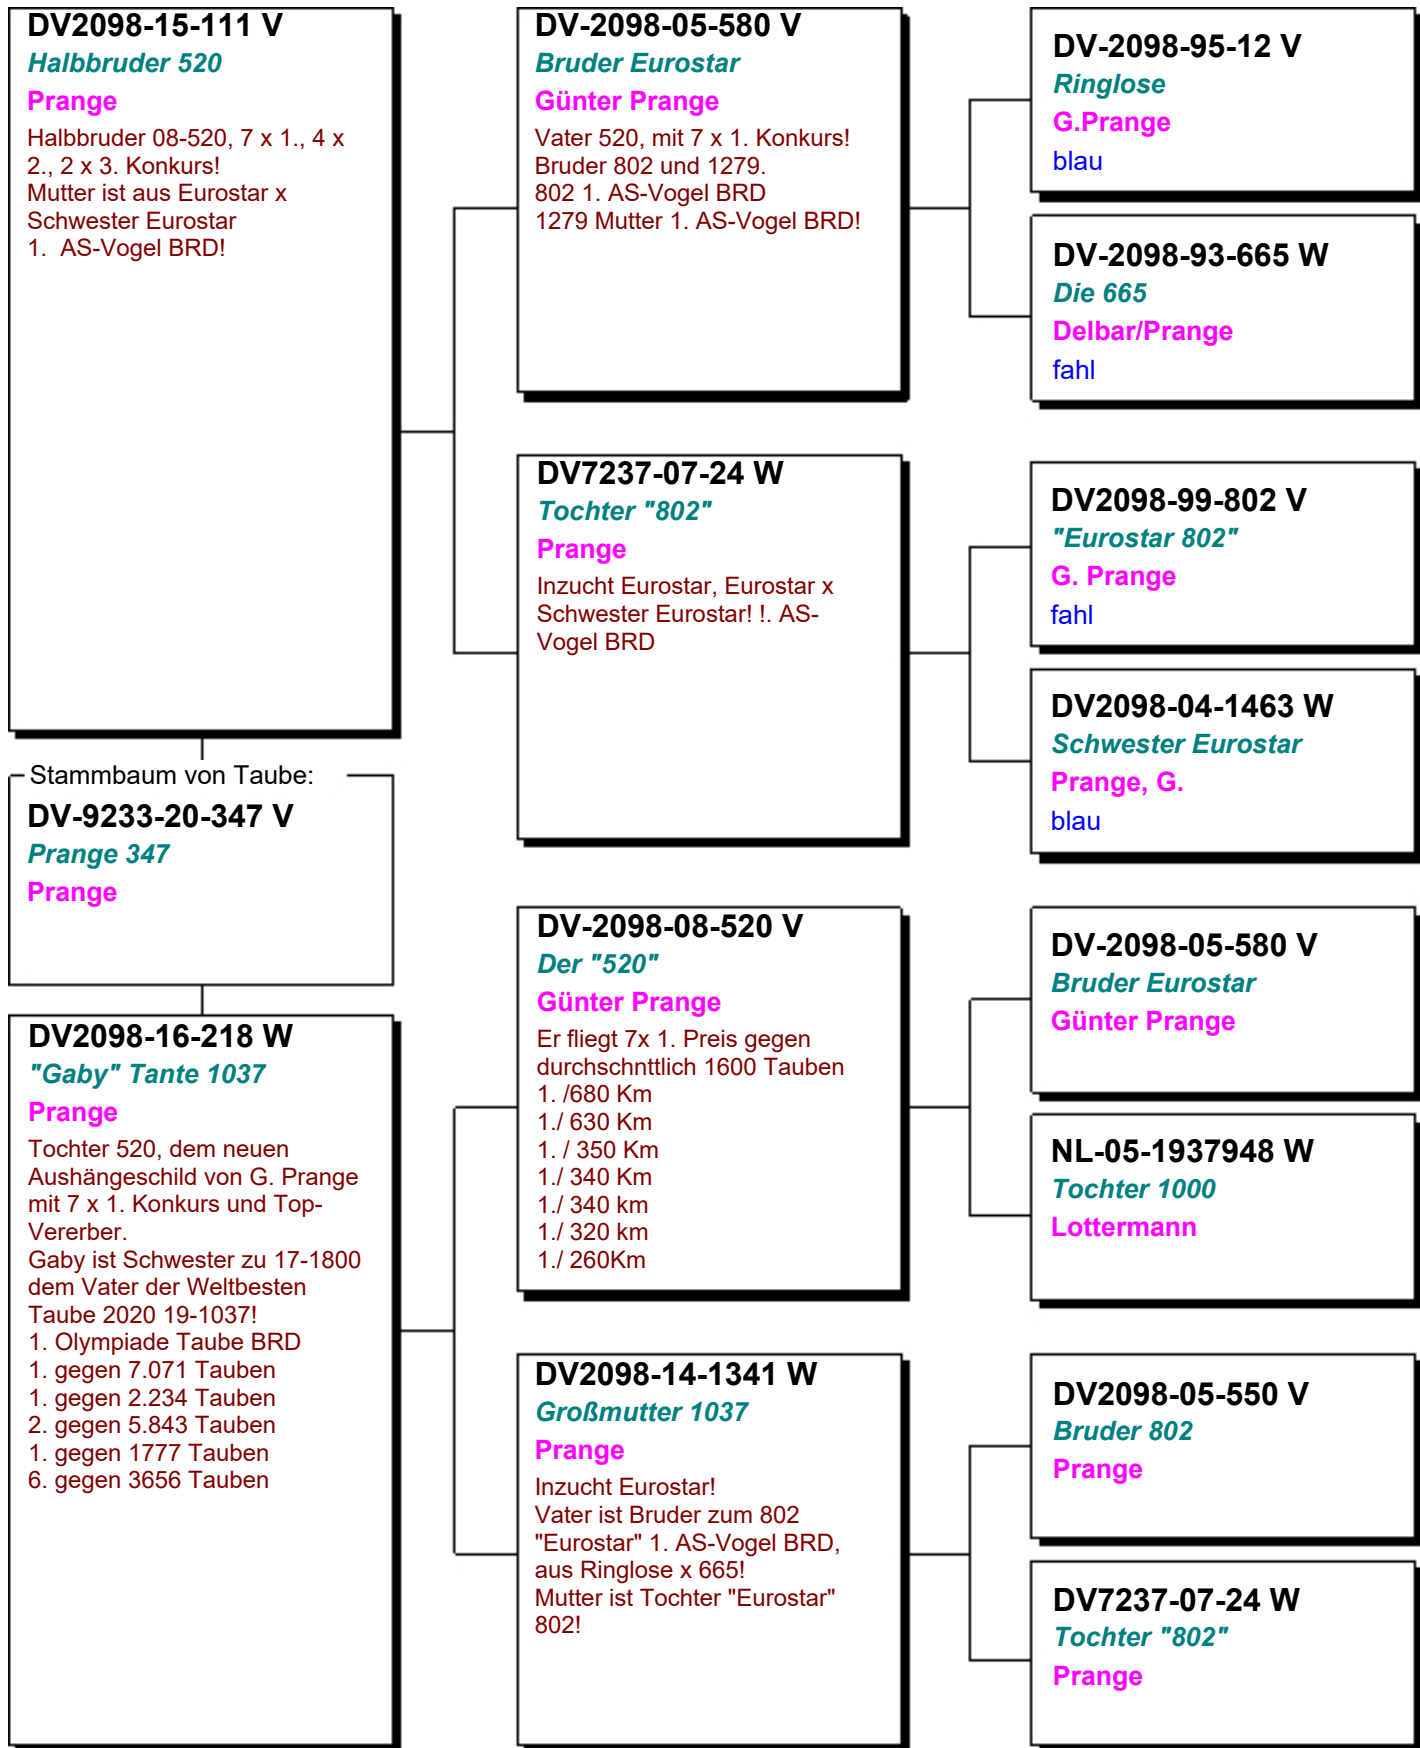 DV2098-15-111 V
Halbbruder 520
Prange
Halbbruder 08-520, 7 x 1., 4 x
2., 2 x 3. Konkurs!
Mutter ist aus Eurostar x
Schwester Eurostar
1.  AS-Vogel BRD!
Stammbaum von Taube:
DV-9233-20-347 V
Prange 347
Prange
DV2098-16-218 W
"Gaby" Tante 1037
Prange
Tochter 520, dem neuen
Aushängeschild von G. Prange
mit 7 x 1. Konkurs und Top-
Vererber.
Gaby ist Schwester zu 17-1800
dem Vater der Weltbesten
Taube 2020 19-1037!
1. Olympiade Taube BRD
1. gegen 7.071 Tauben
1. gegen 2.234 Tauben
2. gegen 5.843 Tauben
1. gegen 1777 Tauben
6. gegen 3656 Tauben
DV-2098-05-580 V
Bruder Eurostar
Günter Prange
Vater 520, mit 7 x 1. Konkurs!
Bruder 802 und 1279.
802 1. AS-Vogel BRD
1279 Mutter 1. AS-Vogel BRD!
DV7237-07-24 W
Tochter "802"
Prange
Inzucht Eurostar, Eurostar x
Schwester Eurostar! !. AS-
Vogel BRD
DV-2098-08-520 V
Der "520"
Günter Prange
Er fliegt 7x 1. Preis gegen
durchschnttlich 1600 Tauben
1. /680 Km
1./ 630 Km
1. / 350 Km
1./ 340 Km
1./ 340 km
1./ 320 km
1./ 260Km
DV2098-14-1341 W
Großmutter 1037
Prange
Inzucht Eurostar!
Vater ist Bruder zum 802
"Eurostar" 1. AS-Vogel BRD,
aus Ringlose x 665!
Mutter ist Tochter "Eurostar"
802!
DV-2098-95-12 V
Ringlose
G.Prange
blau
DV-2098-93-665 W
Die 665
Delbar/Prange
fahl
DV2098-99-802 V
"Eurostar 802"
G. Prange
fahl
DV2098-04-1463 W
Schwester Eurostar
Prange, G.
blau
DV-2098-05-580 V
Bruder Eurostar
Günter Prange
NL-05-1937948 W
Tochter 1000
Lottermann
DV2098-05-550 V
Bruder 802
Prange
DV7237-07-24 W
Tochter "802"
Prange